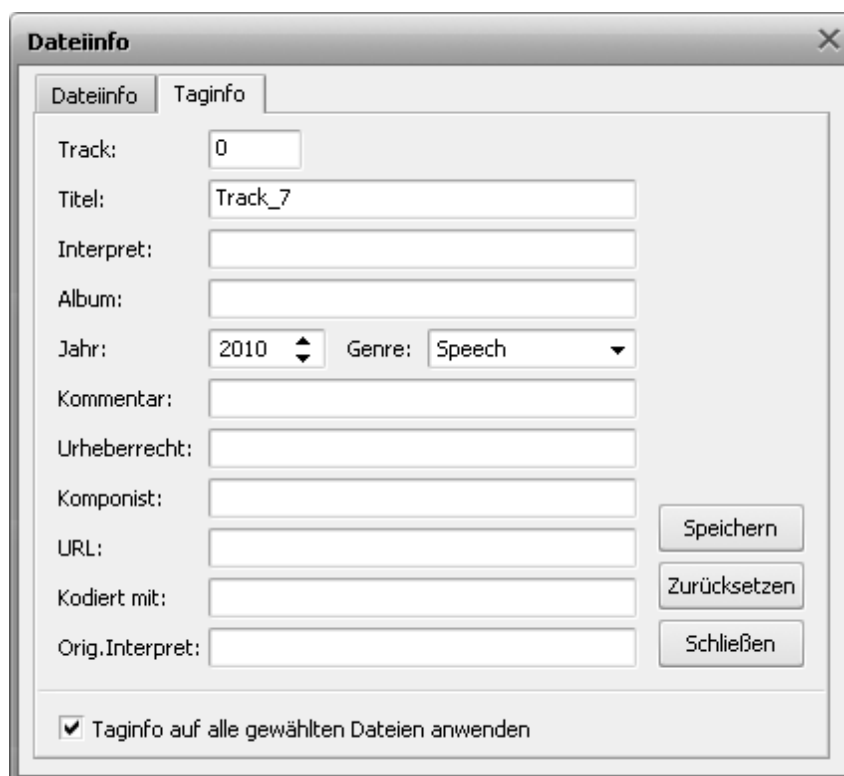 Dateiinfo
Dateiinfo Taginfo
Track: 0
Titel: Track_7
Interpret:
Album:
Jahr: 2010 Genre: Speech
Kommentar:
Urheberrecht:
Komponist:
URL:
Kodiert mit:
Orig.Interpret:
Speichern
Zurücksetzen
Schließen
Taginfo auf alle gewählten Dateien anwenden